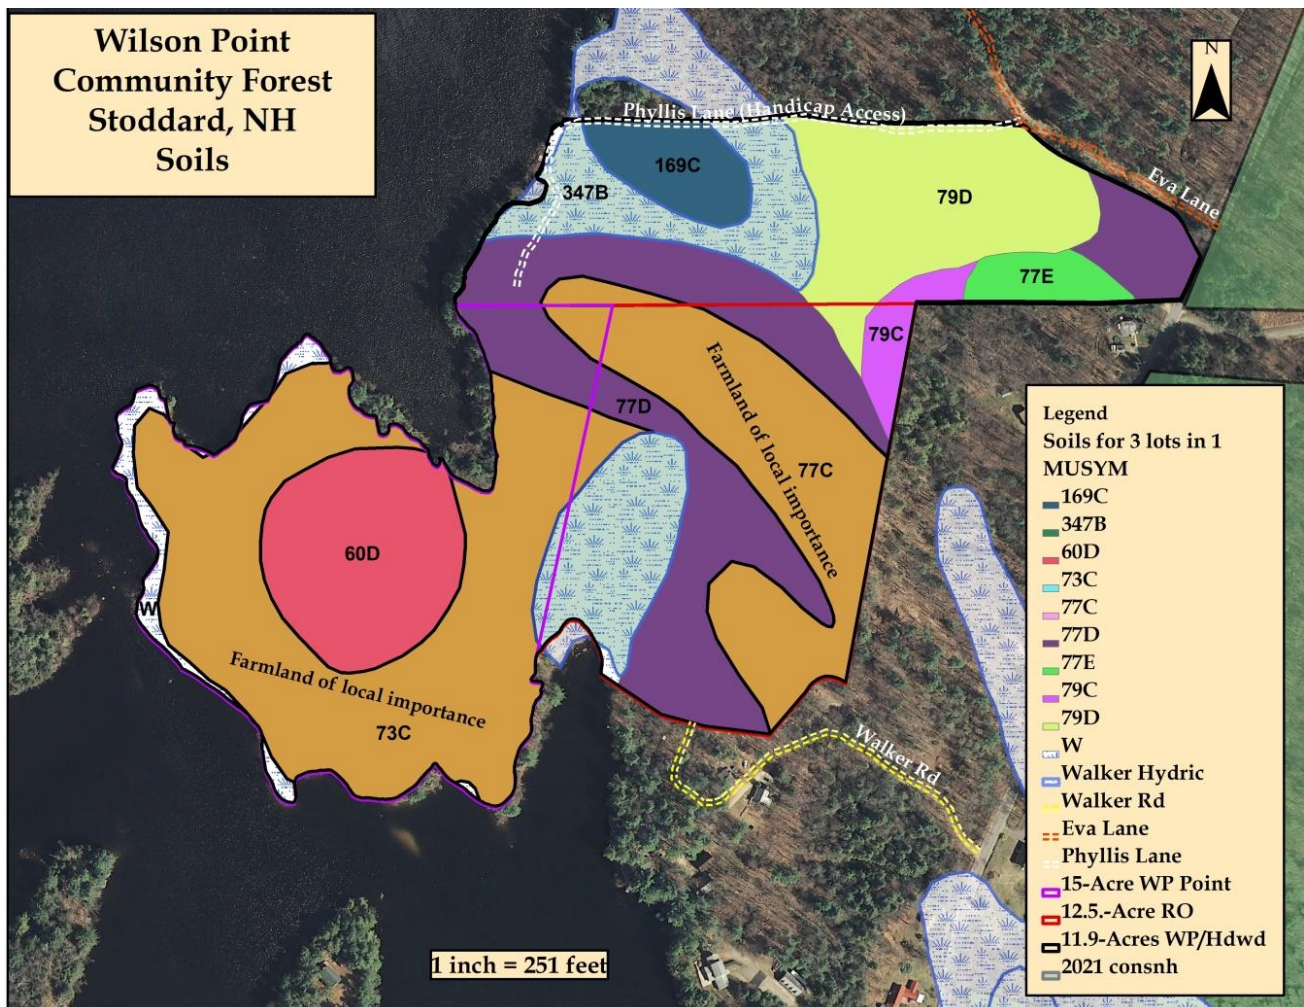 Wilson Point
Community Forest
Stoddard, NH
Soils
N
Phyllis Lane (Handicap Access)
169C
347B
79D
Eva Lane
77E
79C
Farmland of local importance
77D
77C
60D
W
Farmland of local importance
73C
Walker Rd
1 inch = 251 feet
Legend
Soils for 3 lots in 1
MUSYM
169C
347B
60D
73C
77C
77D
77E
79C
79D
W
Walker Hydric
Walker Rd
Eva Lane
Phyllis Lane
15-Acre WP Point
12.5.-Acre RO
11.9-Acres WP/Hdwd
2021 consnh